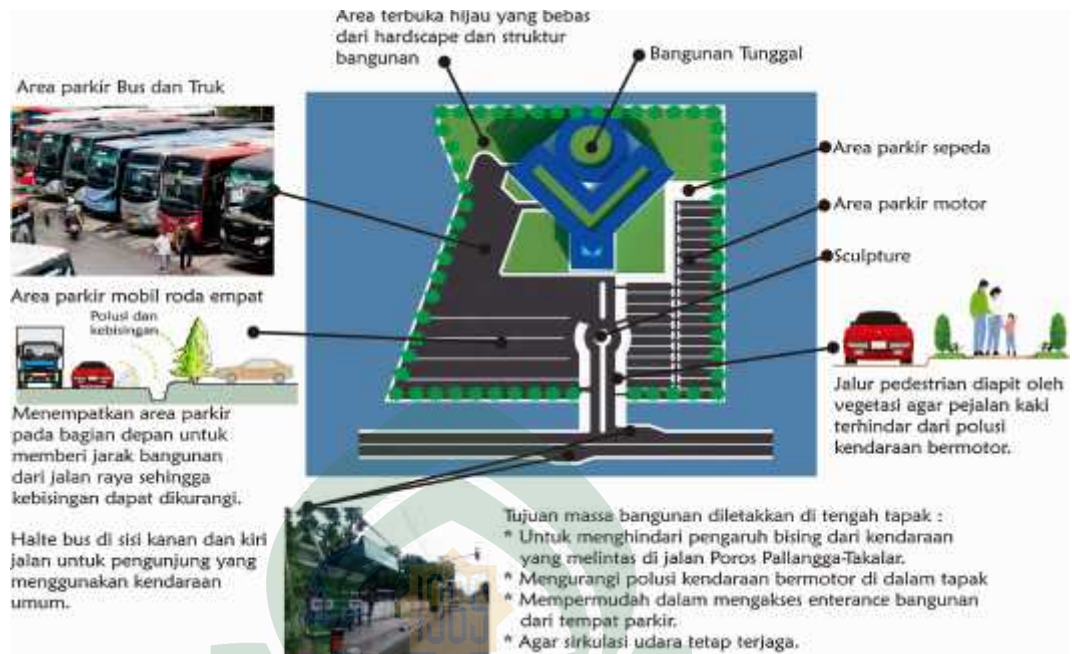 Area terbuka hijau yang bebas
dari hardscape dan struktur
bangunan
Bangunan Tunggal
Area parkir Bus dan Truk
Area parkir sepeda
Area parkir motor
Sculpture
Area parkir mobil roda empat
Polusi dan
kebisingan
Menempatkan area parkir
pada bagian depan untuk
memberi jarak bangunan
dari jalan raya sehingga
kebisingan dapat dikurangi.
Halte bus di sisi kanan dan kiri
jalan untuk pengunjung yang
menggunakan kendaraan
umum.
Jalur pedestrian diapit oleh
vegetasi agar pejalan kaki
terhindar dari polusi
kendaraan bermotor.
Tujuan massa bangunan diletakkan di tengah tapak :
* Untuk menghindari pengaruh bising dari kendaraan
yang melintas di jalan Poros Pallangga-Takalar.
* Mengurangi polusi kendaraan bermotor di dalam tapak
* Mempermudah dalam mengakses enterance bangunan
dari tempat parkir.
* Agar sirkulasi udara tetap terjaga.